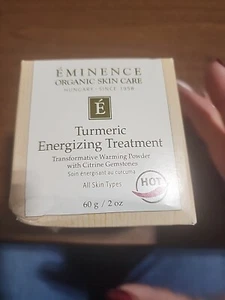 ÉMINENCE
ORGANIC SKIN CARE
HUNGARY · SINCE 1958
É
Turmeric
Energizing Treatment
Transformative Warming Powder
with Citrine Gemstones
Soin énergisant au curcuma
All Skin Types
HOT
60 g / 2 oz